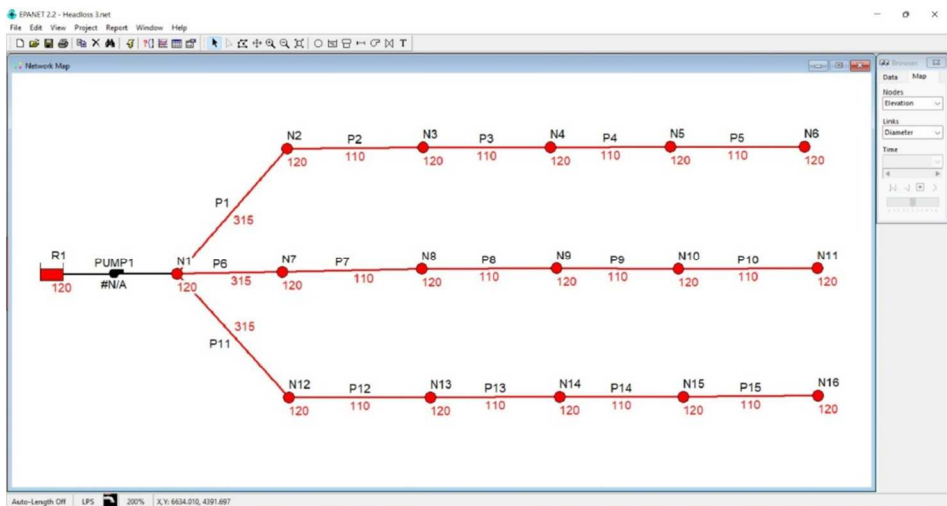 EPANET 2.2 - Headloss 3.net
File Edit View Project Report Window Help
Network Map
Browser
Data Map
Nodes
Elevation
Links
Diameter
Time
N2 P2 N3 P3 N4 P4 N5 P5 N6
120 110 120 110 120 110 120 110 120
P1
315
R1 PUMP1 N1 P6 N7 P7 N8 P8 N9 P9 N10 P10 N11
120 #N/A 120 315 120 110 120 110 120 110 120 110 120
315
P11
N12 P12 N13 P13 N14 P14 N15 P15 N16
120 110 120 110 120 110 120 110 120
Auto-Length Off LPS 200% X,Y: 6634.010, 4391.697